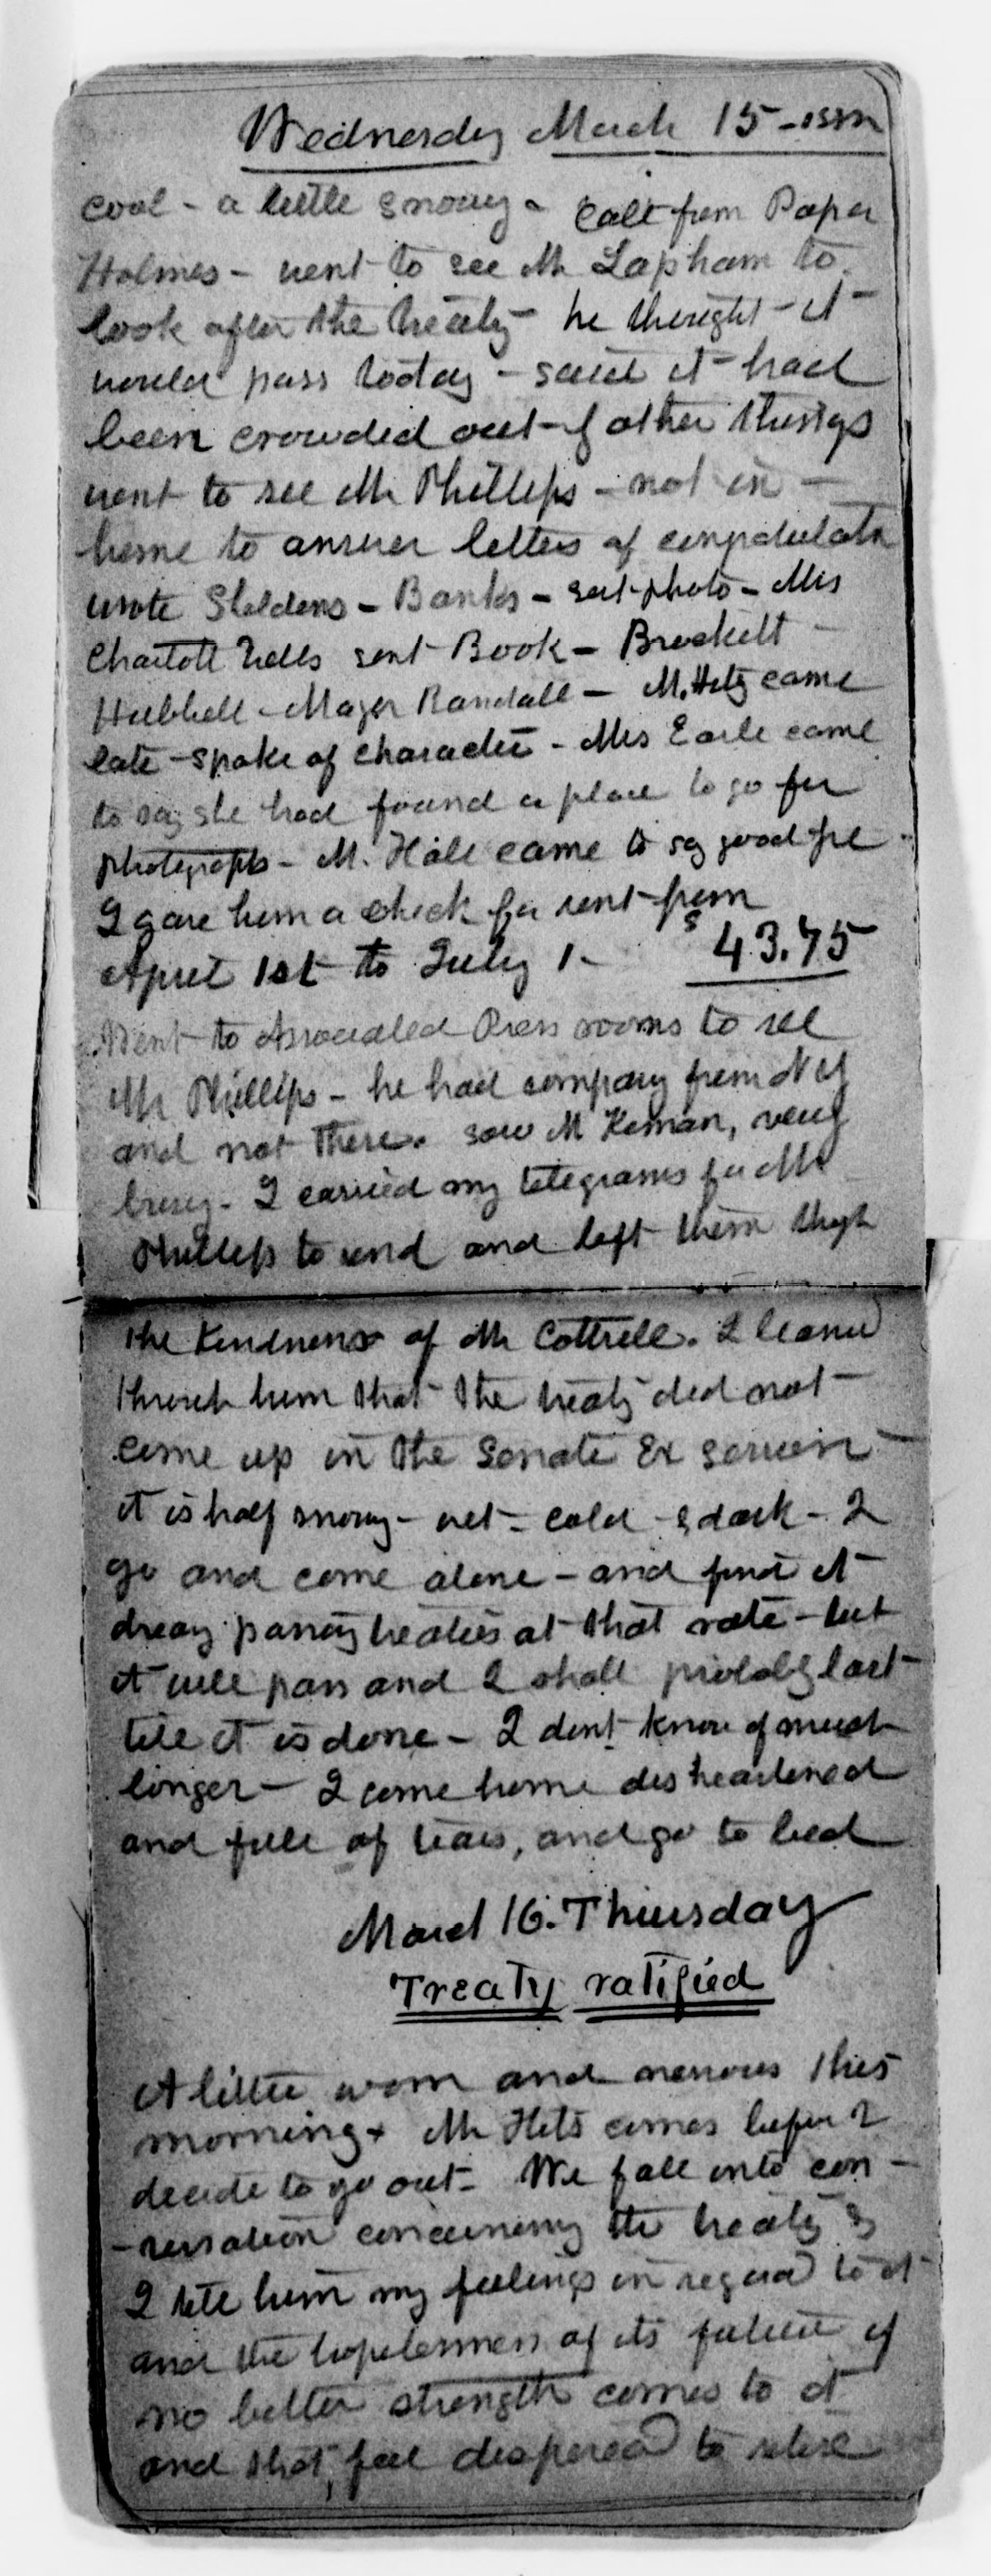 Wednesday March 15 - 1882
Cool - a little snowy - Call from Papa
Holmes - went to see Mr Lapham to
look after the treaty - he thought it
would pass today - said it had
been crowded out of other things
went to see Mr Phillips - not in -
home to answer letters of congratulatn
wrote Sheldens - Banks - sent photo - Mis
Charlott Fells sent Book - Brockett -
Hubbell - Major Randall - Mr. Hitz came
late - spoke of character - Mrs Earle came
to say she had found a place to go for
photographs - Mr. Hale came to say good
I gave him a check for rent from
April 1st to July 1 - $ 43.75
Went to Associated Press rooms to see
Mr Phillips - he had company from N Y
and not there. saw Mr Keman, very
busy - I carried my telegrams for Mr
Phillips to send and left them thrgh
the Kindness of Mr Cottrell. I learned
through him that the treaty did not
come up in the Senate Ex session -
it is half snowy - wet - cold - & dark - I
go and come alone - and find it
dreary passing treaties at that rate - but
it will pass and I shall probably last
till it is done - I dont know of much
longer - I come home disheartened
and full of tears, and go to bed
March 16. Thursday
Treaty ratified
A little worn and nervous this
morning. Mr Hitz comes before I
decide to go out - We fall into con -
- versation concerning the treaty &
I tell him my feelings in regard to it
and the hopelessness of its future if
no better strength comes to it
and that, feel disposed to retire